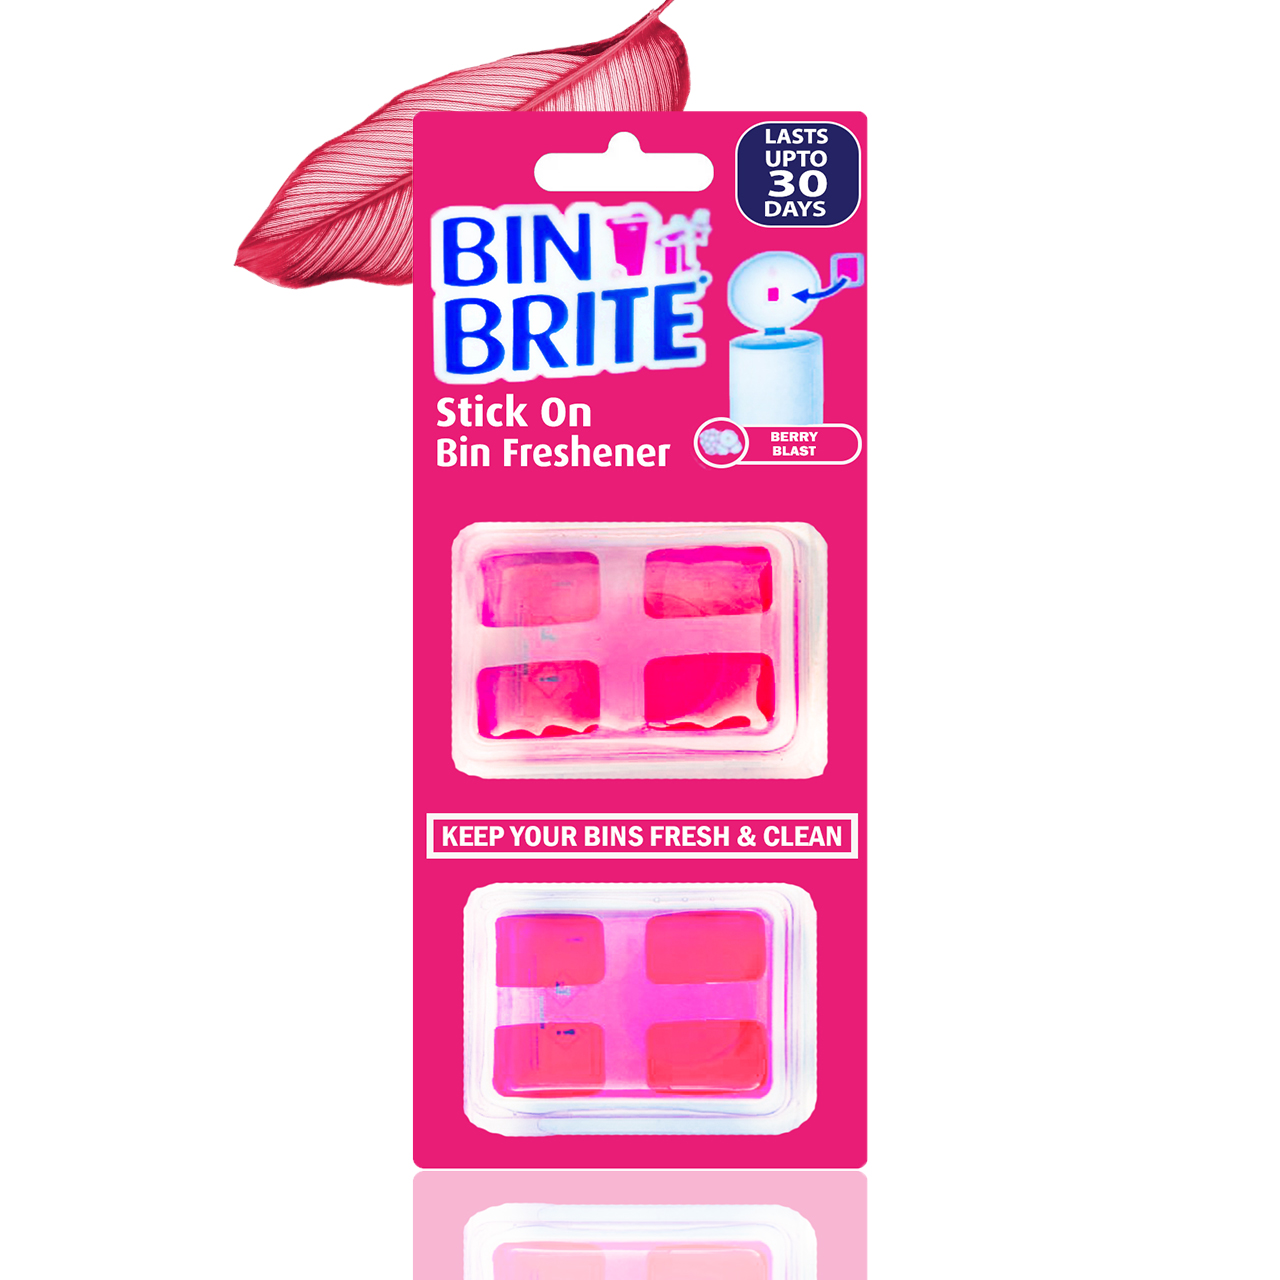 LASTS
UPTO
30
DAYS
BIN
BRITE
Stick On
Bin Freshener
BERRY
BLAST
KEEP YOUR BINS FRESH & CLEAN